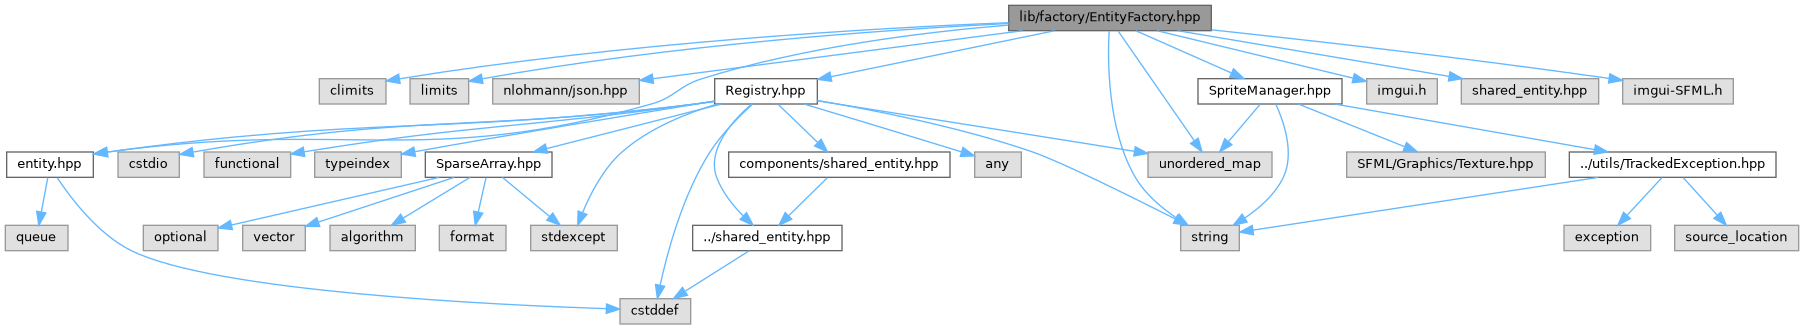 lib/factory/EntityFactory.hpp
climits
limits
nlohmann/json.hpp
Registry.hpp
SpriteManager.hpp
imgui.h
shared_entity.hpp
imgui-SFML.h
entity.hpp
cstdio
functional
typeindex
SparseArray.hpp
components/shared_entity.hpp
any
unordered_map
SFML/Graphics/Texture.hpp
../utils/TrackedException.hpp
queue
optional
vector
algorithm
format
stdexcept
../shared_entity.hpp
string
exception
source_location
cstddef